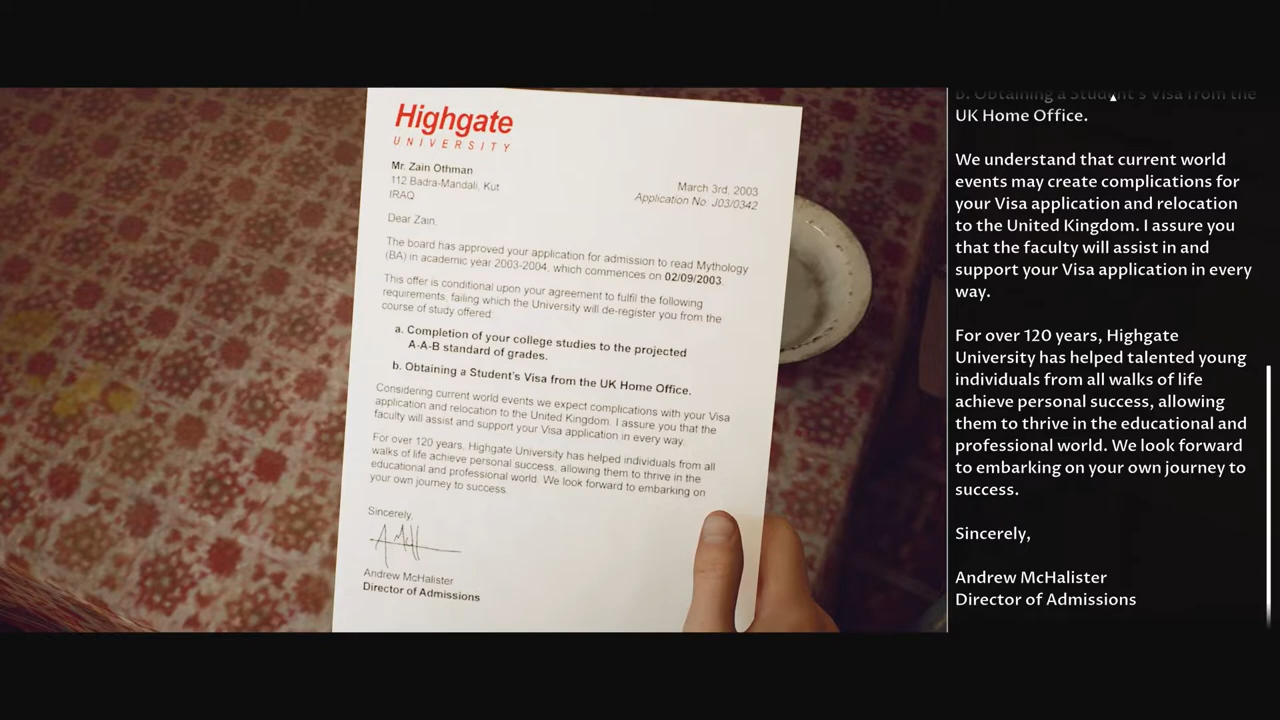 Highgate
UNIVERSITY
Mr. Zain Othman
112 Badra-Mandali, Kut
IRAQ
March 3rd, 2003
Application No. J03/0342
Dear Zain,
The board has approved your application for admission to read Mythology
(BA) in academic year 2003-2004, which commences on 02/09/2003.
This offer is conditional upon your agreement to fulfil the following
requirements, failing which the University will de-register you from the
course of study offered:
a. Completion of your college studies to the projected
A-A-B standard of grades.
b. Obtaining a Student's Visa from the UK Home Office.
Considering current world events we expect complications with your Visa
application and relocation to the United Kingdom. I assure you that the
faculty will assist and support your Visa application in every way.
For over 120 years, Highgate University has helped individuals from all
walks of life achieve personal success, allowing them to thrive in the
educational and professional world. We look forward to embarking on
your own journey to success.
Sincerely,
Andrew McHalister
Director of Admissions
b. Obtaining a Student's Visa from the
UK Home Office.
We understand that current world
events may create complications for
your Visa application and relocation
to the United Kingdom. I assure you
that the faculty will assist in and
support your Visa application in every
way.
For over 120 years, Highgate
University has helped talented young
individuals from all walks of life
achieve personal success, allowing
them to thrive in the educational and
professional world. We look forward
to embarking on your own journey to
success.
Sincerely,
Andrew McHalister
Director of Admissions